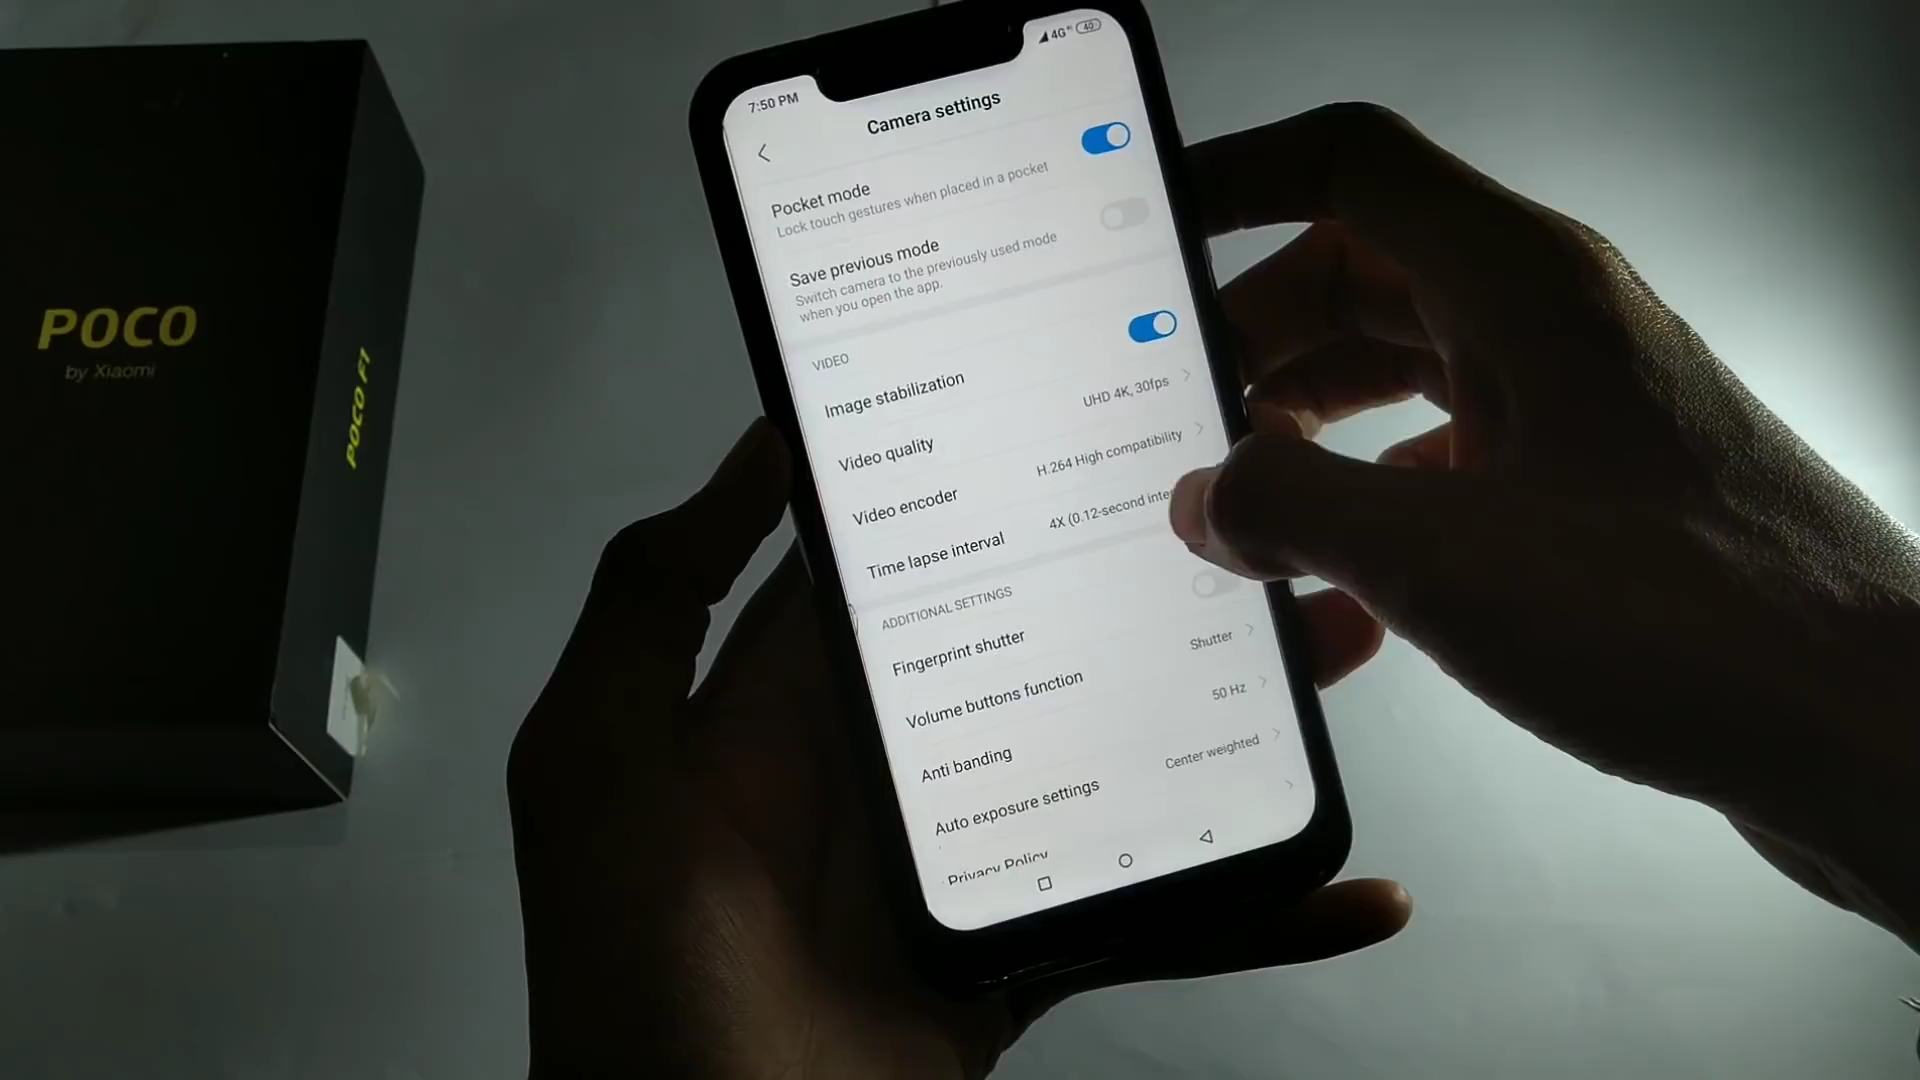 POCO
by Xiaomi
POCO F1
7:50 PM
4G
40
Camera settings
Pocket mode
Lock touch gestures when placed in a pocket
Save previous mode
Switch camera to the previously used mode
when you open the app.
VIDEO
Image stabilization
Video quality UHD 4K, 30fps
Video encoder H.264 High compatibility
Time lapse interval 4X (0.12-second inte
ADDITIONAL SETTINGS
Fingerprint shutter
Volume buttons function Shutter
Anti banding 50 Hz
Auto exposure settings Center weighted
Privacy Policy